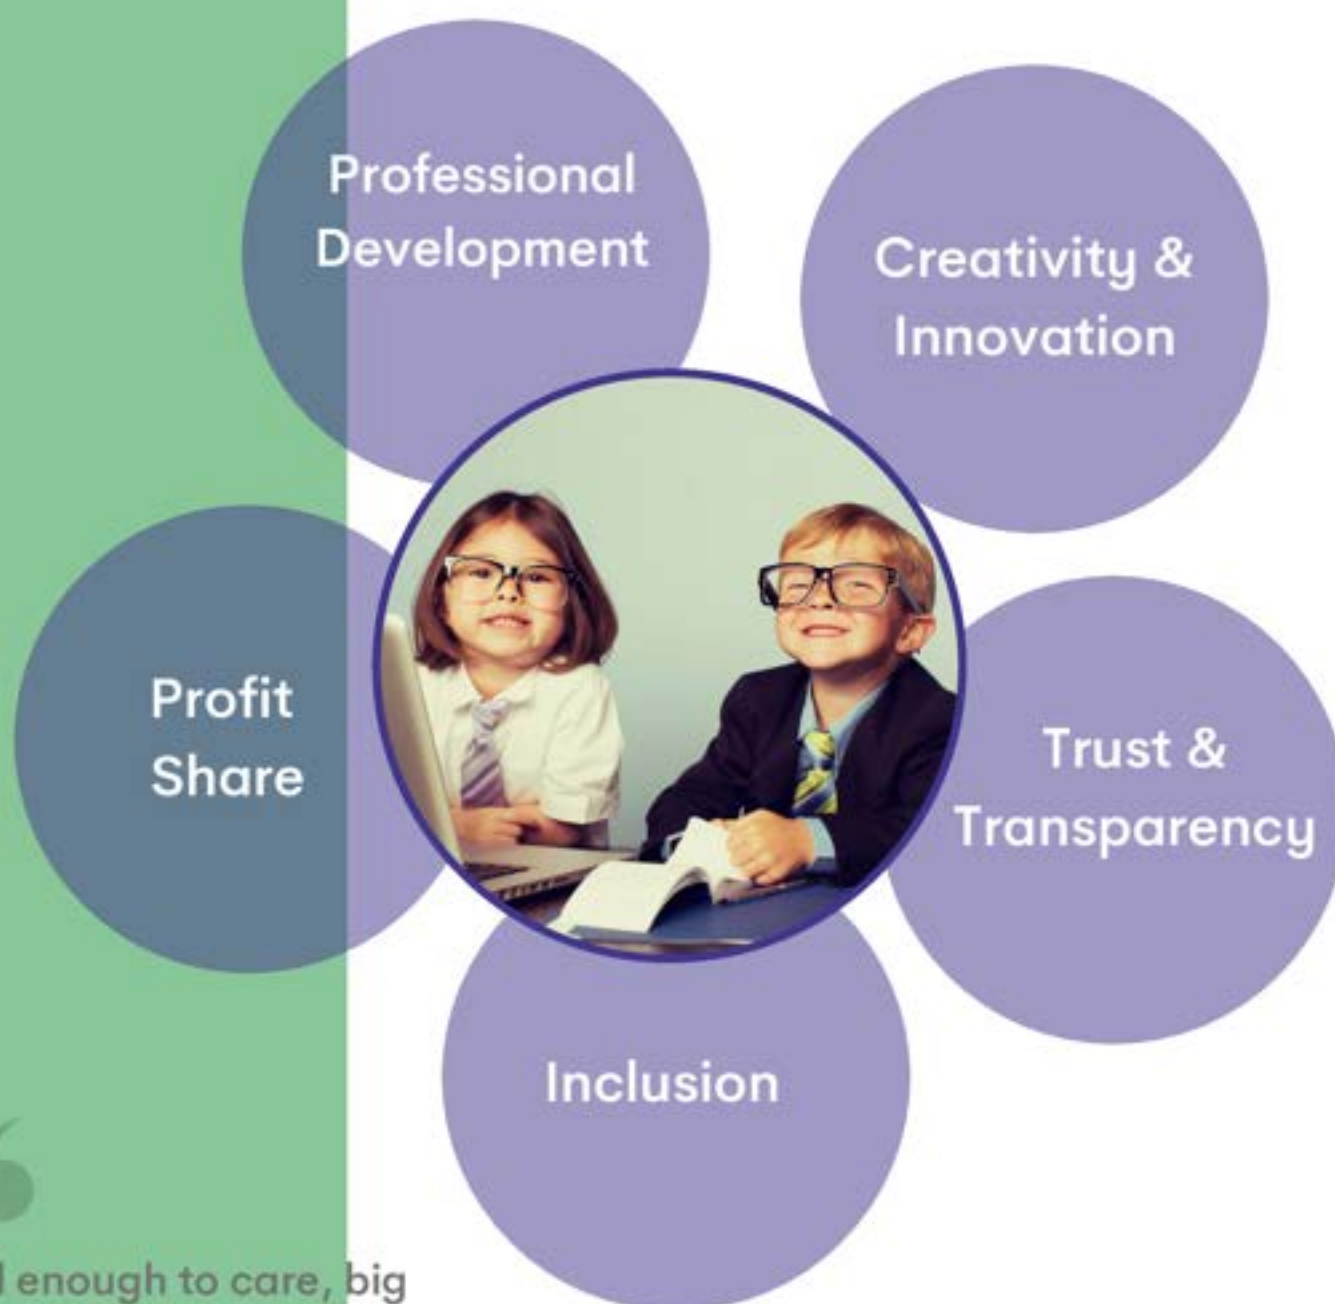 Professional
Development
Creativity &
Innovation
Profit
Share
Trust &
Transparency
Inclusion
enough to care, big